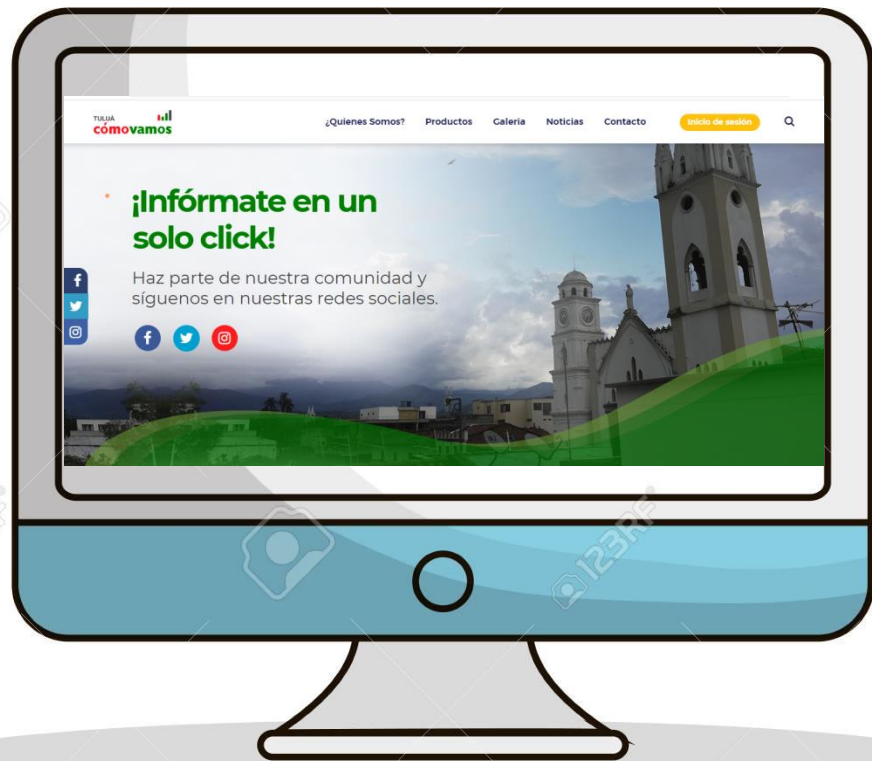 TULUÁ
cómovamos
¿Quienes Somos?
Productos
Galeria
Noticias
Contacto
Inicio de sesión
¡Infórmate en un
solo click!
Haz parte de nuestra comunidad y
síguenos en nuestras redes sociales.
123RF